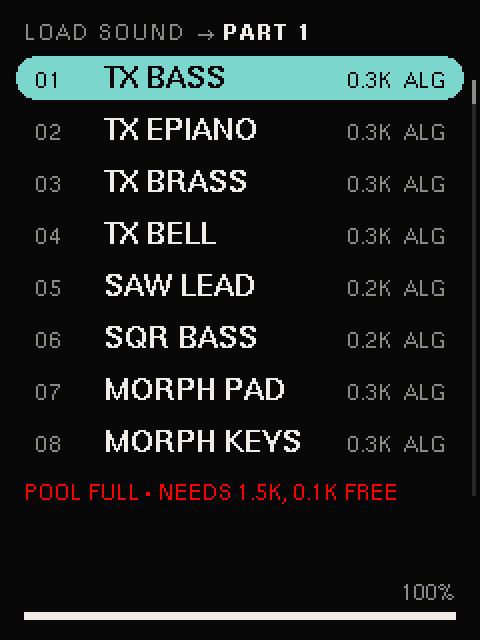 LOAD SOUND → PART 1
01 TX BASS 0.3K ALG
02 TX EPIANO 0.3K ALG
03 TX BRASS 0.3K ALG
04 TX BELL 0.3K ALG
05 SAW LEAD 0.2K ALG
06 SQR BASS 0.2K ALG
07 MORPH PAD 0.3K ALG
08 MORPH KEYS 0.3K ALG
POOL FULL • NEEDS 1.5K, 0.1K FREE
100%